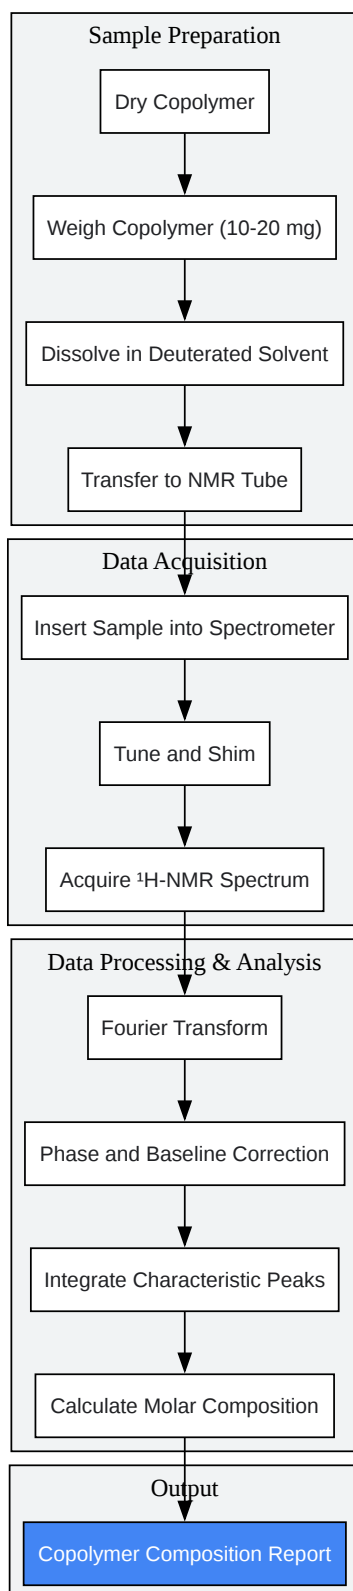 Sample Preparation
Dry Copolymer
Weigh Copolymer (10-20 mg)
Dissolve in Deuterated Solvent
Transfer to NMR Tube
Data Acquisition
Insert Sample into Spectrometer
Tune and Shim
Acquire ¹H-NMR Spectrum
Data Processing & Analysis
Fourier Transform
Phase and Baseline Correction
Integrate Characteristic Peaks
Calculate Molar Composition
Output
Copolymer Composition Report